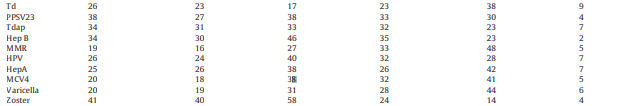 Td 26 23 17 23 38 9
PPSV23 38 27 38 33 30 4
Tdap 34 31 33 32 23 7
Hep B 34 30 46 35 23 2
MMR 19 16 27 33 48 5
HPV 26 24 40 32 28 7
HepA 25 26 38 26 42 7
MCV4 20 18 38 32 41 5
Varicella 20 19 31 28 44 6
Zoster 41 40 58 24 14 4